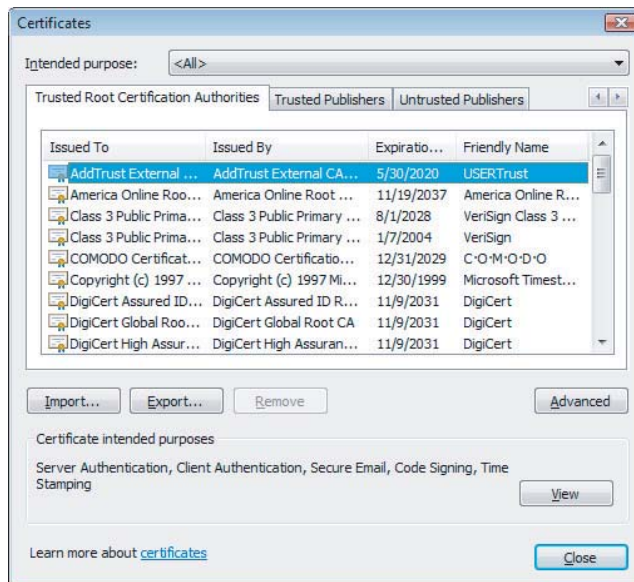 Certificates
Intended purpose: <All>
Trusted Root Certification Authorities Trusted Publishers Untrusted Publishers
Issued To Issued By Expiratio... Friendly Name
AddTrust External ... AddTrust External CA... 5/30/2020 USERTrust
America Online Roo... America Online Root ... 11/19/2037 America Online R...
Class 3 Public Prima... Class 3 Public Primary ... 8/1/2028 VeriSign Class 3 ...
Class 3 Public Prima... Class 3 Public Primary ... 1/7/2004 VeriSign
COMODO Certificat... COMODO Certificatio... 12/31/2029 C·O·M·O·D·O
Copyright (c) 1997 ... Copyright (c) 1997 Mi... 12/30/1999 Microsoft Timest...
DigiCert Assured ID... DigiCert Assured ID R... 11/9/2031 DigiCert
DigiCert Global Roo... DigiCert Global Root CA 11/9/2031 DigiCert
DigiCert High Assur... DigiCert High Assuran... 11/9/2031 DigiCert
Import... Export... Remove Advanced
Certificate intended purposes
Server Authentication, Client Authentication, Secure Email, Code Signing, Time
Stamping
View
Learn more about certificates
Close